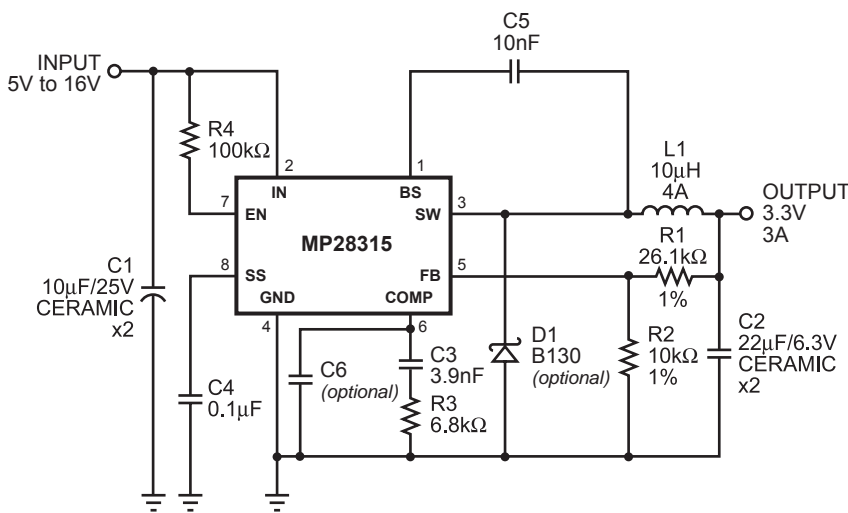 C5
10nF
INPUT
5V to 16V
R4
100kΩ
2
1
L1
10µH
4A
IN
BS
7
EN
SW
3
OUTPUT
3.3V
3A
MP28315
R1
26.1kΩ
1%
C1
10µF/25V
CERAMIC
x2
8
SS
FB
5
GND
COMP
4
6
C4
0.1µF
C6
(optional)
C3
3.9nF
R3
6.8kΩ
D1
B130
(optional)
R2
10kΩ
1%
C2
22µF/6.3V
CERAMIC
x2